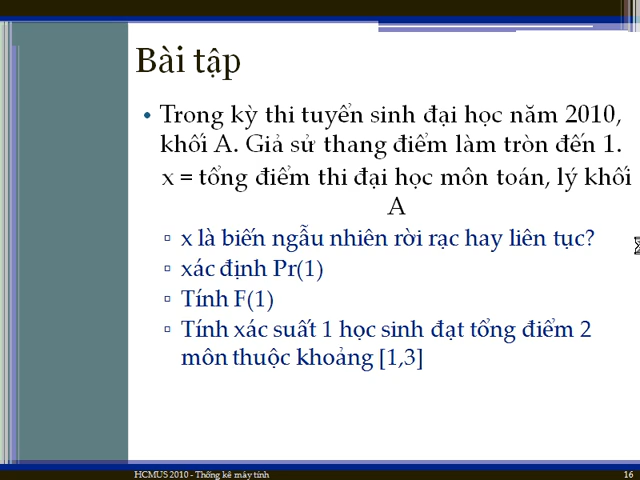 Bài tập
• Trong kỳ thi tuyển sinh đại học năm 2010,
khối A. Giả sử thang điểm làm tròn đến 1.
x = tổng điểm thi đại học môn toán, lý khối
A
▫ x là biến ngẫu nhiên rời rạc hay liên tục?
▫ xác định Pr(1)
▫ Tính F(1)
▫ Tính xác suất 1 học sinh đạt tổng điểm 2
môn thuộc khoảng [1,3]
HCMUS 2010 - Thống kê máy tính 16